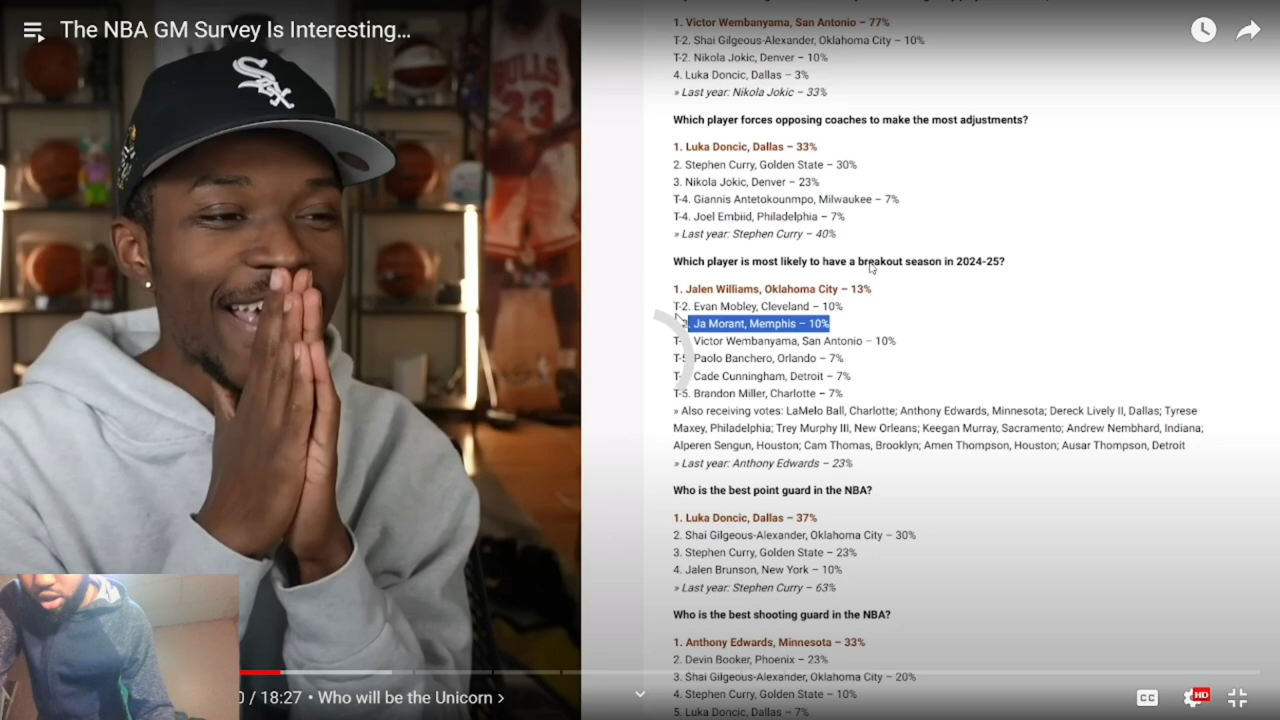 The NBA GM Survey Is Interesting...
SOX
BULLS
23
1. Victor Wembanyama, San Antonio – 77%
T-2. Shai Gilgeous-Alexander, Oklahoma City – 10%
T-2. Nikola Jokic, Denver – 10%
4. Luka Doncic, Dallas – 3%
» Last year: Nikola Jokic – 33%
Which player forces opposing coaches to make the most adjustments?
1. Luka Doncic, Dallas – 33%
2. Stephen Curry, Golden State – 30%
3. Nikola Jokic, Denver – 23%
T-4. Giannis Antetokounmpo, Milwaukee – 7%
T-4. Joel Embiid, Philadelphia – 7%
» Last year: Stephen Curry – 40%
Which player is most likely to have a breakout season in 2024-25?
1. Jalen Williams, Oklahoma City – 13%
T-2. Evan Mobley, Cleveland – 10%
Ja Morant, Memphis – 10%
Victor Wembanyama, San Antonio – 10%
T-5. Paolo Banchero, Orlando – 7%
Cade Cunningham, Detroit – 7%
T-5. Brandon Miller, Charlotte – 7%
» Also receiving votes: LaMelo Ball, Charlotte; Anthony Edwards, Minnesota; Dereck Lively II, Dallas; Tyrese
Maxey, Philadelphia; Trey Murphy III, New Orleans; Keegan Murray, Sacramento; Andrew Nembhard, Indiana;
Alperen Sengun, Houston; Cam Thomas, Brooklyn; Amen Thompson, Houston; Ausar Thompson, Detroit
» Last year: Anthony Edwards – 23%
Who is the best point guard in the NBA?
1. Luka Doncic, Dallas – 37%
2. Shai Gilgeous-Alexander, Oklahoma City – 30%
3. Stephen Curry, Golden State – 23%
4. Jalen Brunson, New York – 10%
» Last year: Stephen Curry – 63%
Who is the best shooting guard in the NBA?
1. Anthony Edwards, Minnesota – 33%
2. Devin Booker, Phoenix – 23%
3. Shai Gilgeous-Alexander, Oklahoma City – 20%
4. Stephen Curry, Golden State – 10%
5. Luka Doncic, Dallas – 7%
0 / 18:27 • Who will be the Unicorn >
CC
HD